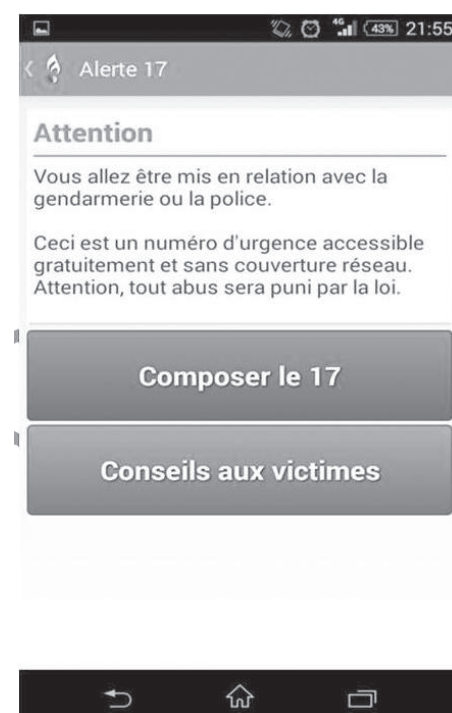 4G 43% 21:55
Alerte 17
Attention
Vous allez être mis en relation avec la
gendarmerie ou la police.
Ceci est un numéro d'urgence accessible
gratuitement et sans couverture réseau.
Attention, tout abus sera puni par la loi.
Composer le 17
Conseils aux victimes